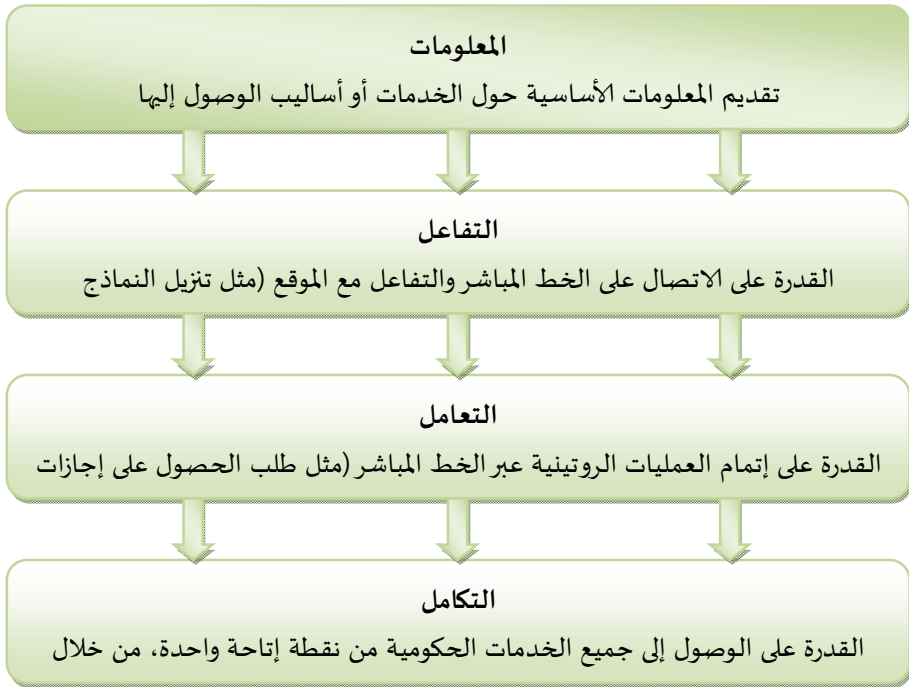 المعلومات
تقديم المعلومات الأساسية حول الخدمات أو أساليب الوصول إليها
التفاعل
القدرة على الاتصال على الخط المباشر والتفاعل مع الموقع (مثل تنزيل النماذج
التعامل
القدرة على إتمام العمليات الروتينية عبر الخط المباشر (مثل طلب الحصول على إجازات
التكامل
القدرة على الوصول إلى جميع الخدمات الحكومية من نقطة إتاحة واحدة، من خلال